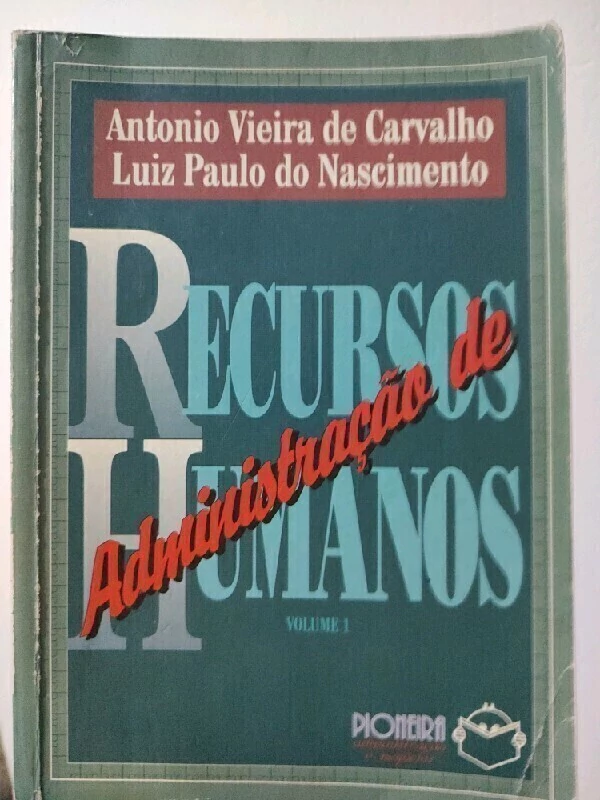 Antonio Vieira de Carvalho
Luiz Paulo do Nascimento
Administração de
RECURSOS
HUMANOS
VOLUME 1
PIONEIRA